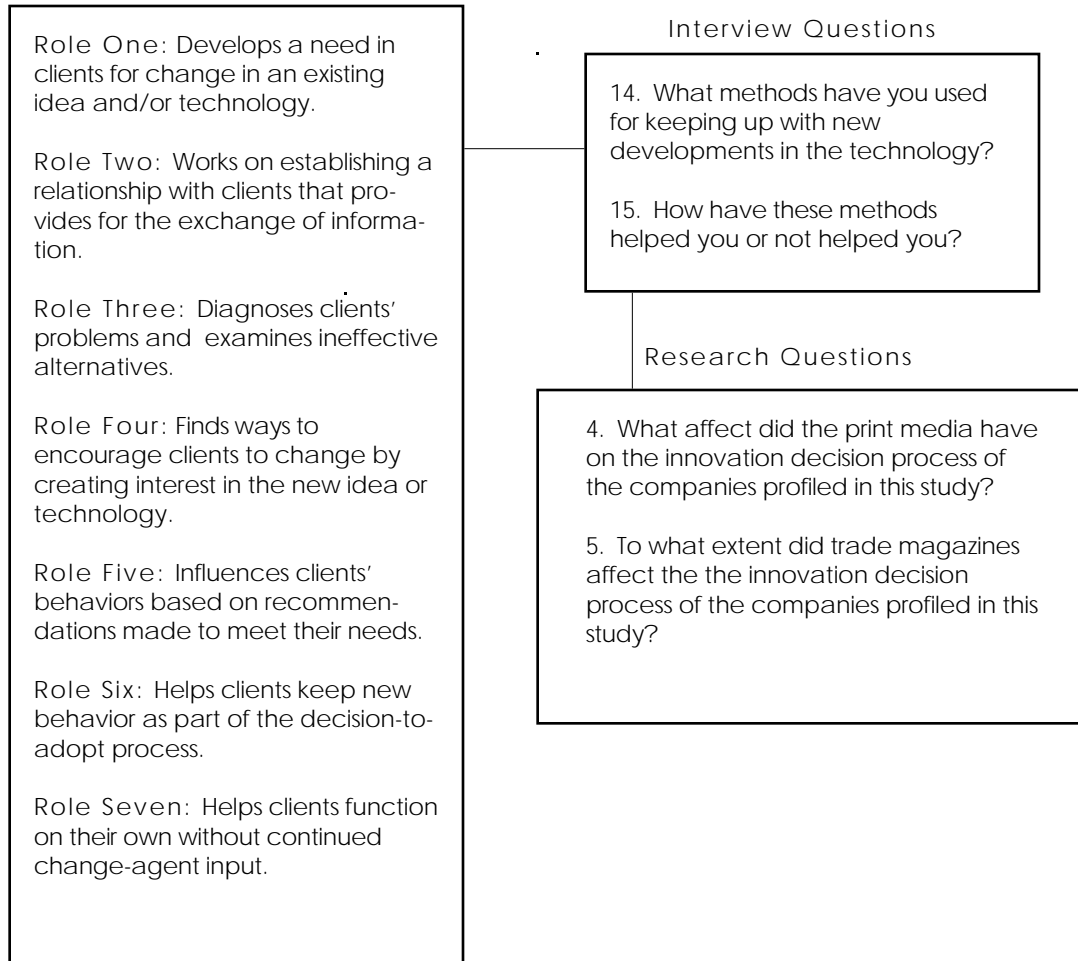 Role One: Develops a need in
clients for change in an existing
idea and/or technology.
Role Two: Works on establishing a
relationship with clients that pro-
vides for the exchange of informa-
tion.
Role Three: Diagnoses clients'
problems and examines ineffective
alternatives.
Role Four: Finds ways to
encourage clients to change by
creating interest in the new idea or
technology.
Role Five: Influences clients'
behaviors based on recommen-
dations made to meet their needs.
Role Six: Helps clients keep new
behavior as part of the decision-to-
adopt process.
Role Seven: Helps clients function
on their own without continued
change-agent input.
Interview Questions
14. What methods have you used
for keeping up with new
developments in the technology?
15. How have these methods
helped you or not helped you?
Research Questions
4. What affect did the print media have
on the innovation decision process of
the companies profiled in this study?
5. To what extent did trade magazines
affect the the innovation decision
process of the companies profiled in this
study?